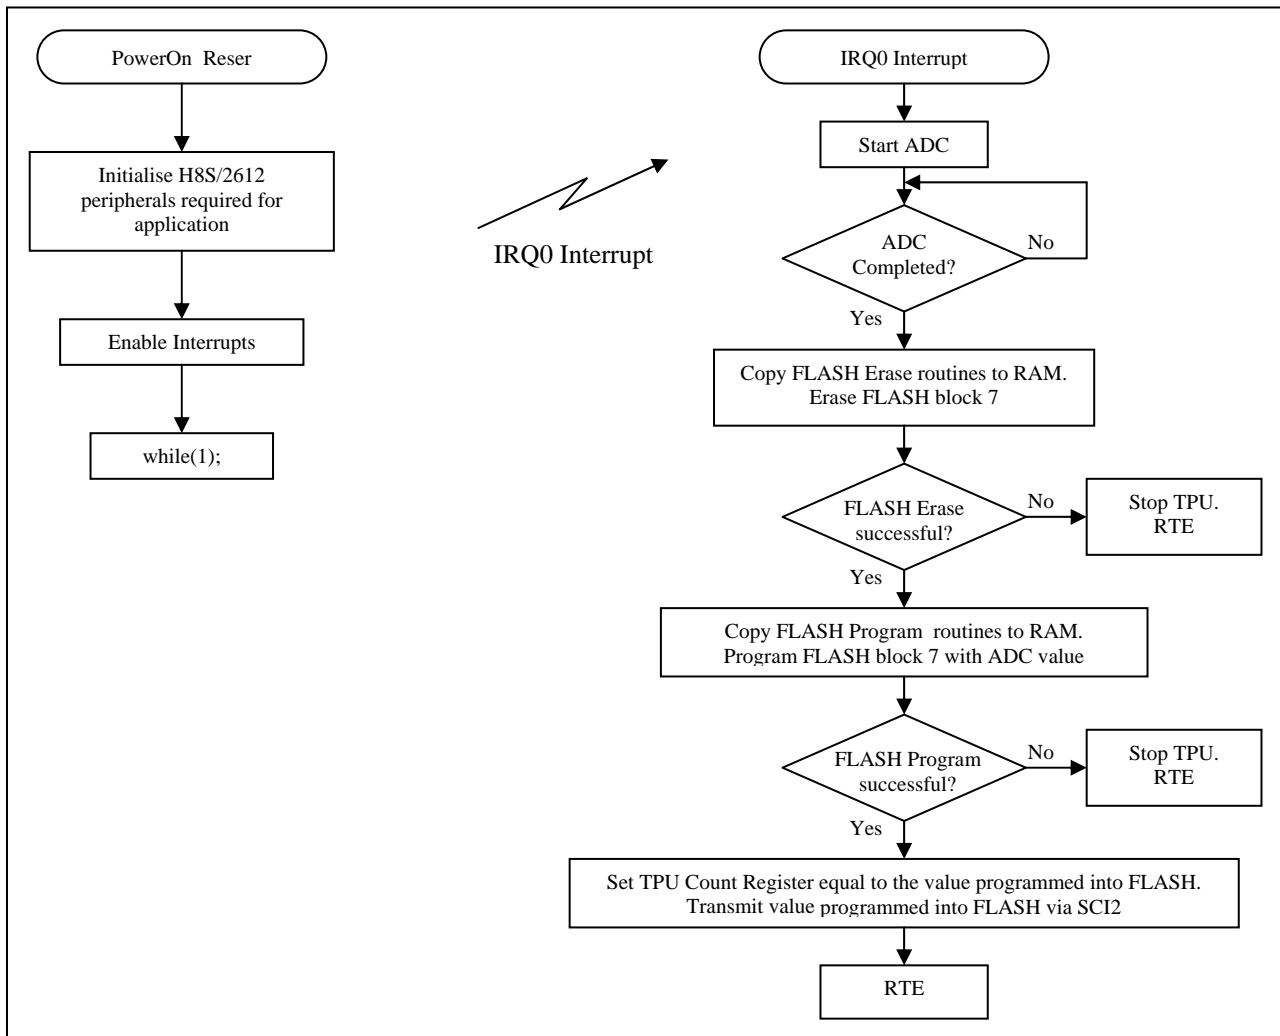 PowerOn  Reser
Initialise H8S/2612
peripherals required for
application
Enable Interrupts
while(1);
IRQ0 Interrupt
IRQ0 Interrupt
Start ADC
ADC
Completed?
No
Yes
Copy FLASH Erase routines to RAM.
Erase FLASH block 7
FLASH Erase
successful?
No
Stop TPU.
RTE
Yes
Copy FLASH Program  routines to RAM.
Program FLASH block 7 with ADC value
FLASH Program
successful?
No
Stop TPU.
RTE
Yes
Set TPU Count Register equal to the value programmed into FLASH.
Transmit value programmed into FLASH via SCI2
RTE